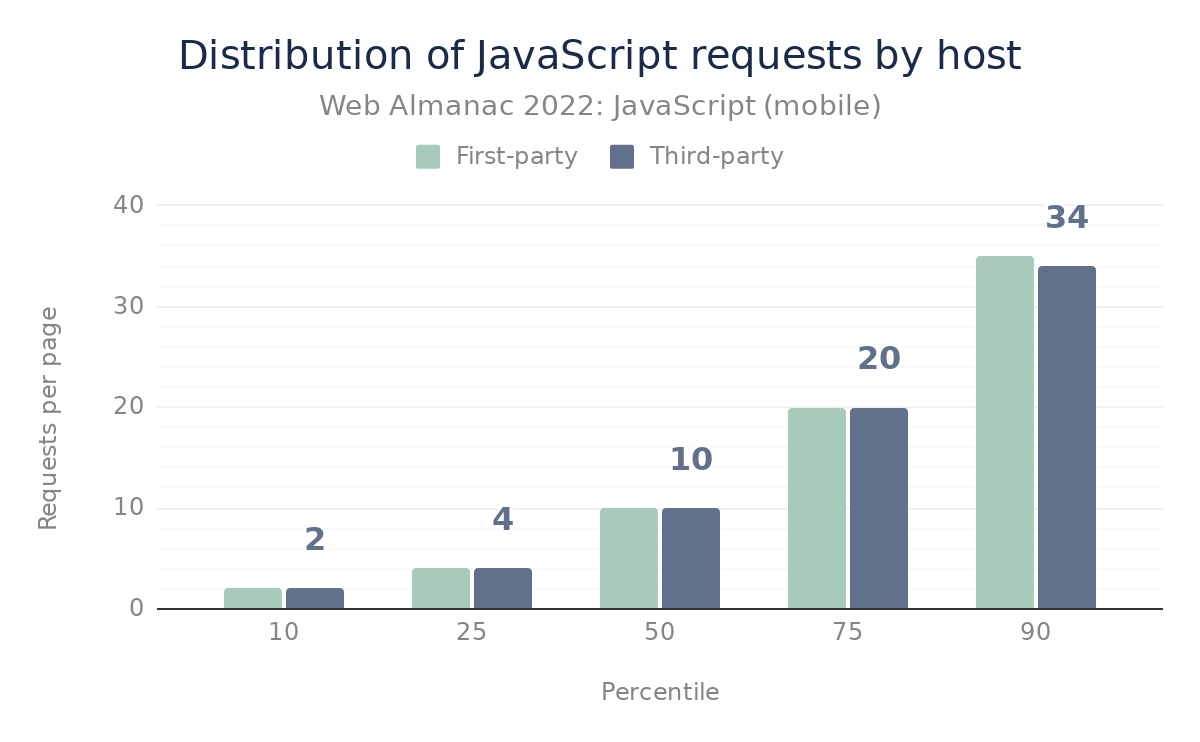 Distribution of JavaScript requests by host
Web Almanac 2022: JavaScript (mobile)
First-party Third-party
Requests per page
40
30
20
10
0
2
4
10
20
34
10 25 50 75 90
Percentile